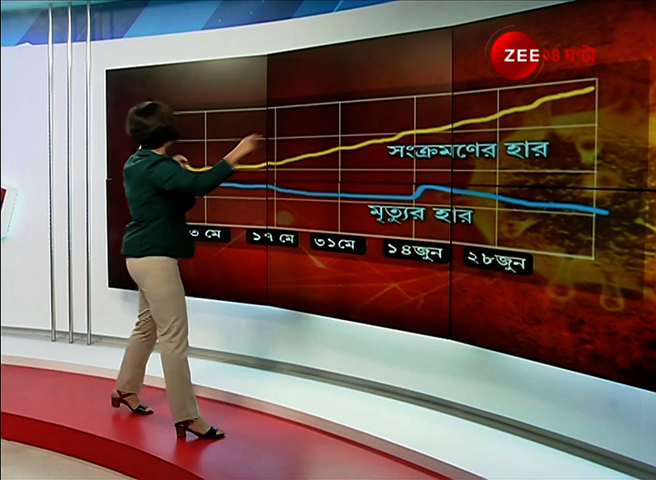 ZEE ২৪ ঘণ্টা
সংক্রমণের হার
মৃত্যুর হার
৩ মে
১৭ মে
৩১মে
১৪জুন
২৮জুন